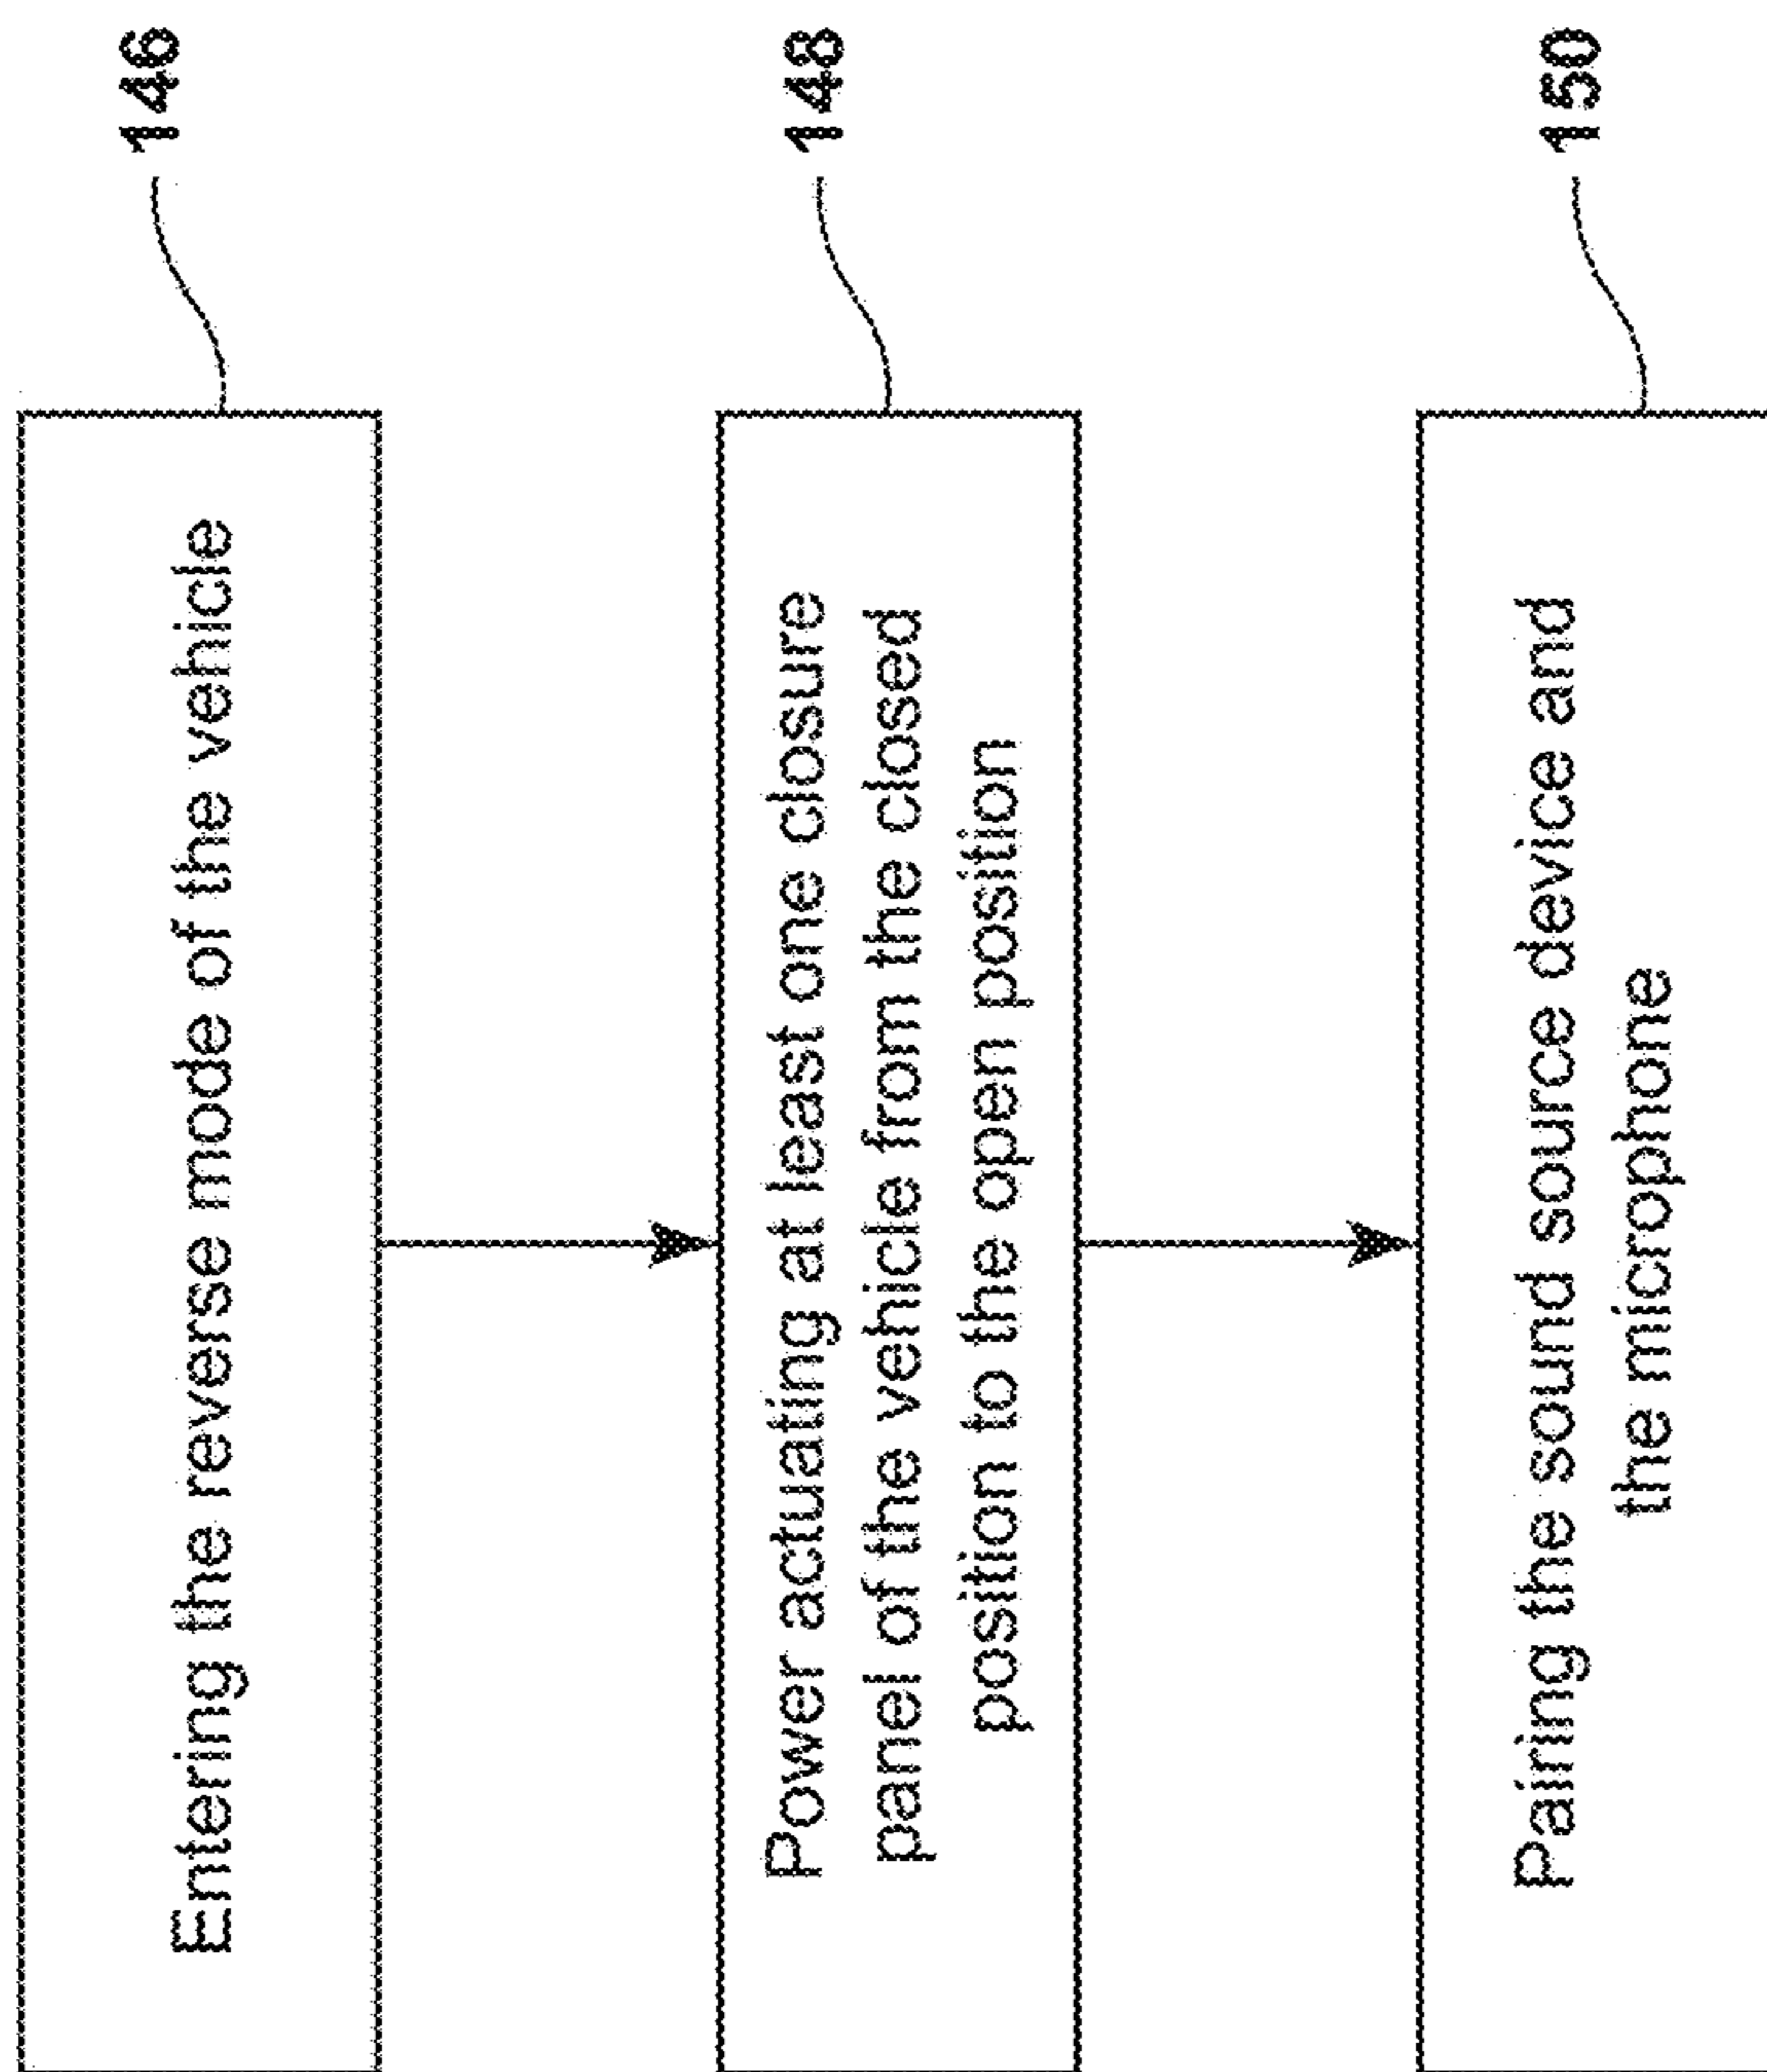 146
Entering the reverse mode of the vehicle
148
Power actuating at least one closure
panel of the vehicle from the closed
position to the open position
150
Pairing the sound source device and
the microphone